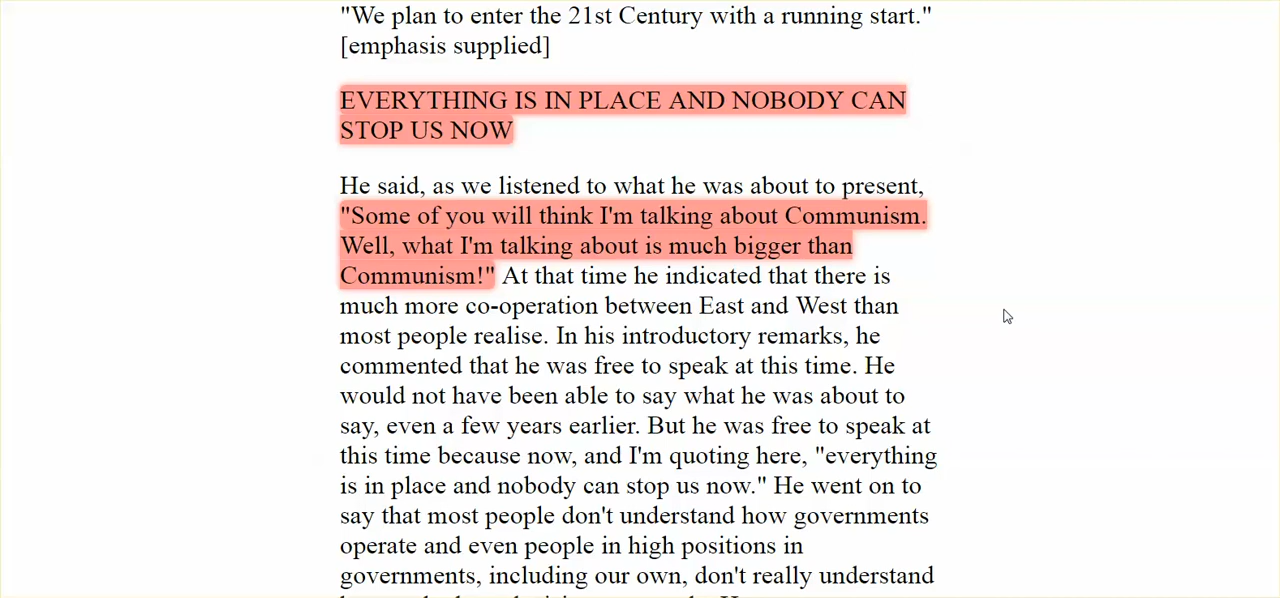 "We plan to enter the 21st Century with a running start."
[emphasis supplied]
EVERYTHING IS IN PLACE AND NOBODY CAN
STOP US NOW
He said, as we listened to what he was about to present,
"Some of you will think I'm talking about Communism.
Well, what I'm talking about is much bigger than
Communism!" At that time he indicated that there is
much more co-operation between East and West than
most people realise. In his introductory remarks, he
commented that he was free to speak at this time. He
would not have been able to say what he was about to
say, even a few years earlier. But he was free to speak at
this time because now, and I'm quoting here, "everything
is in place and nobody can stop us now." He went on to
say that most people don't understand how governments
operate and even people in high positions in
governments, including our own, don't really understand